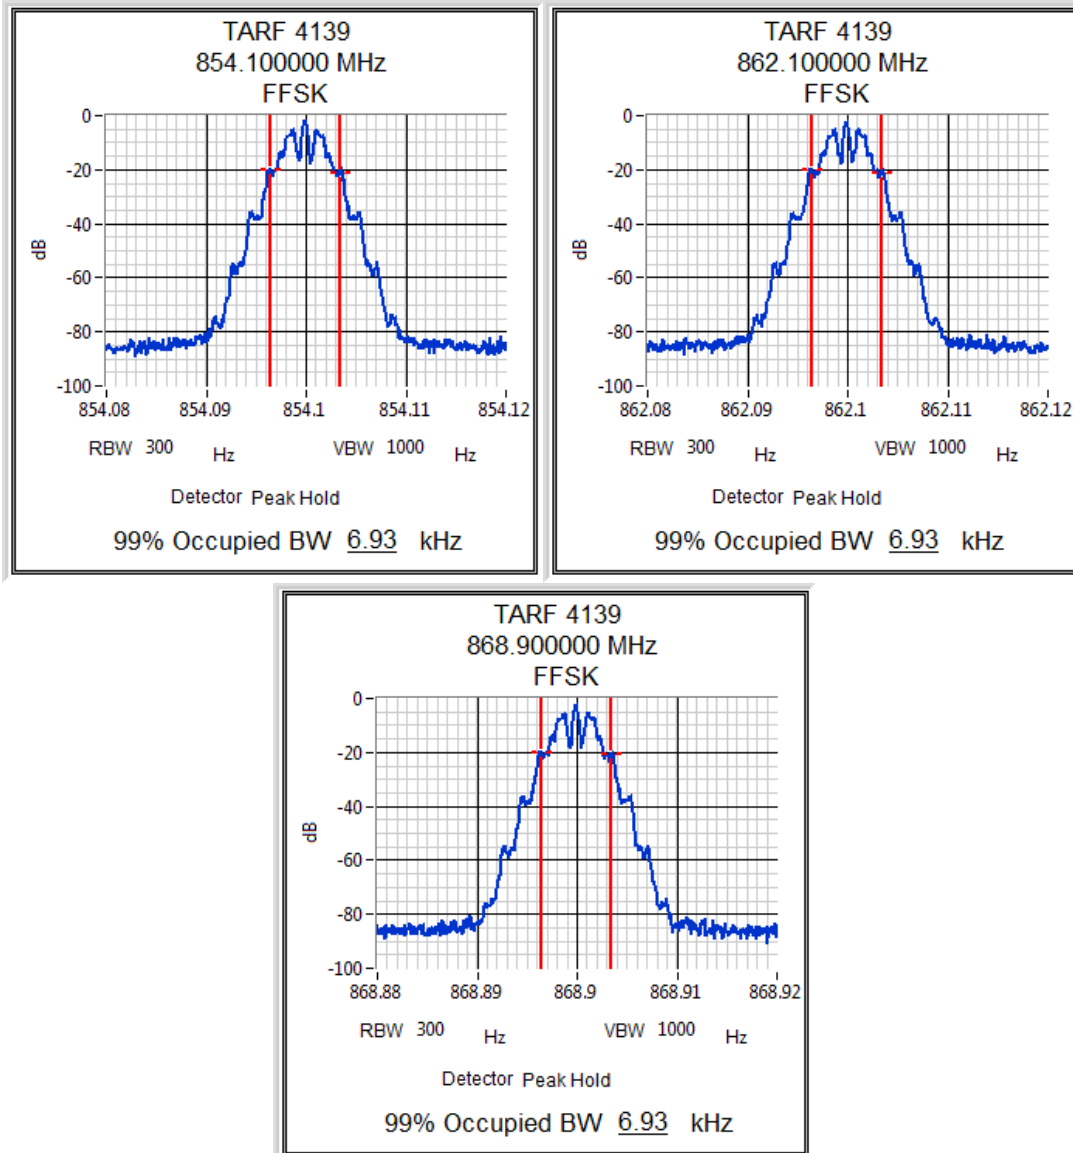 TARF 4139
854.100000 MHz
FFSK
0
-20
-40
-60
-80
-100
dB
854.08 854.09 854.1 854.11 854.12
RBW 300 Hz VBW 1000 Hz
Detector Peak Hold
99% Occupied BW 6.93 kHz
TARF 4139
862.100000 MHz
FFSK
0
-20
-40
-60
-80
-100
dB
862.08 862.09 862.1 862.11 862.12
RBW 300 Hz VBW 1000 Hz
Detector Peak Hold
99% Occupied BW 6.93 kHz
TARF 4139
868.900000 MHz
FFSK
0
-20
-40
-60
-80
-100
dB
868.88 868.89 868.9 868.91 868.92
RBW 300 Hz VBW 1000 Hz
Detector Peak Hold
99% Occupied BW 6.93 kHz